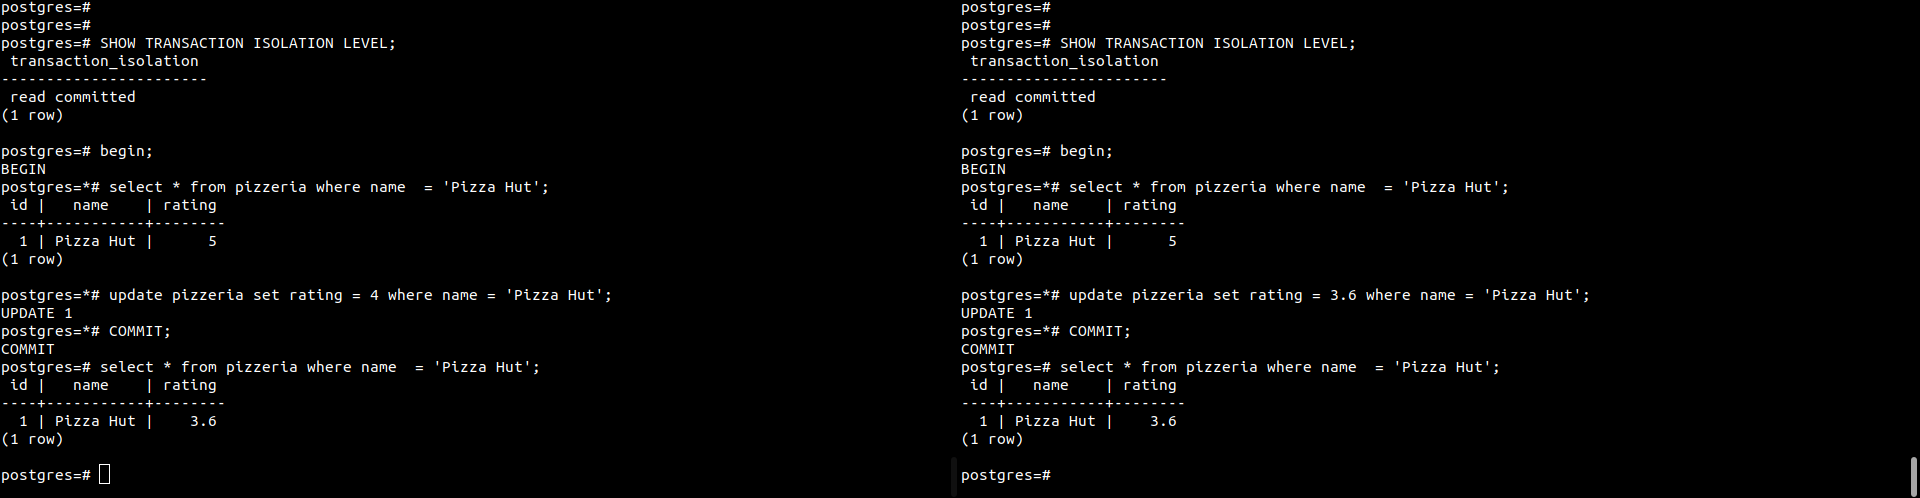 postgres=#
postgres=#
postgres=# SHOW TRANSACTION ISOLATION LEVEL;
 transaction_isolation
-----------------------
 read committed
(1 row)

postgres=# begin;
BEGIN
postgres=*# select * from pizzeria where name  = 'Pizza Hut';
 id |   name    | rating
----+-----------+--------
  1 | Pizza Hut |      5
(1 row)

postgres=*# update pizzeria set rating = 4 where name = 'Pizza Hut';
UPDATE 1
postgres=*# COMMIT;
COMMIT
postgres=# select * from pizzeria where name  = 'Pizza Hut';
 id |   name    | rating
----+-----------+--------
  1 | Pizza Hut |    3.6
(1 row)

postgres=#
postgres=#
postgres=#
postgres=# SHOW TRANSACTION ISOLATION LEVEL;
 transaction_isolation
-----------------------
 read committed
(1 row)

postgres=# begin;
BEGIN
postgres=*# select * from pizzeria where name  = 'Pizza Hut';
 id |   name    | rating
----+-----------+--------
  1 | Pizza Hut |      5
(1 row)

postgres=*# update pizzeria set rating = 3.6 where name = 'Pizza Hut';
UPDATE 1
postgres=*# COMMIT;
COMMIT
postgres=# select * from pizzeria where name  = 'Pizza Hut';
 id |   name    | rating
----+-----------+--------
  1 | Pizza Hut |    3.6
(1 row)

postgres=#